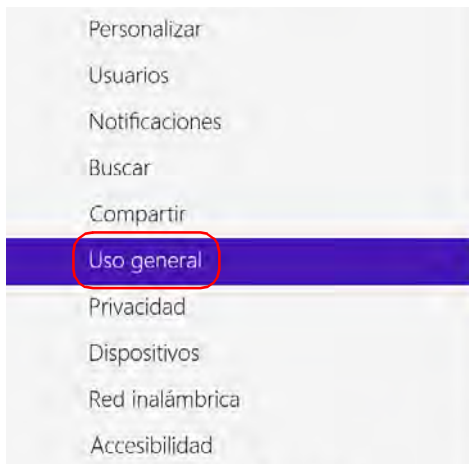 Personalizar
Usuarios
Notificaciones
Buscar
Compartir
Uso general
Privacidad
Dispositivos
Red inalámbrica
Accesibilidad